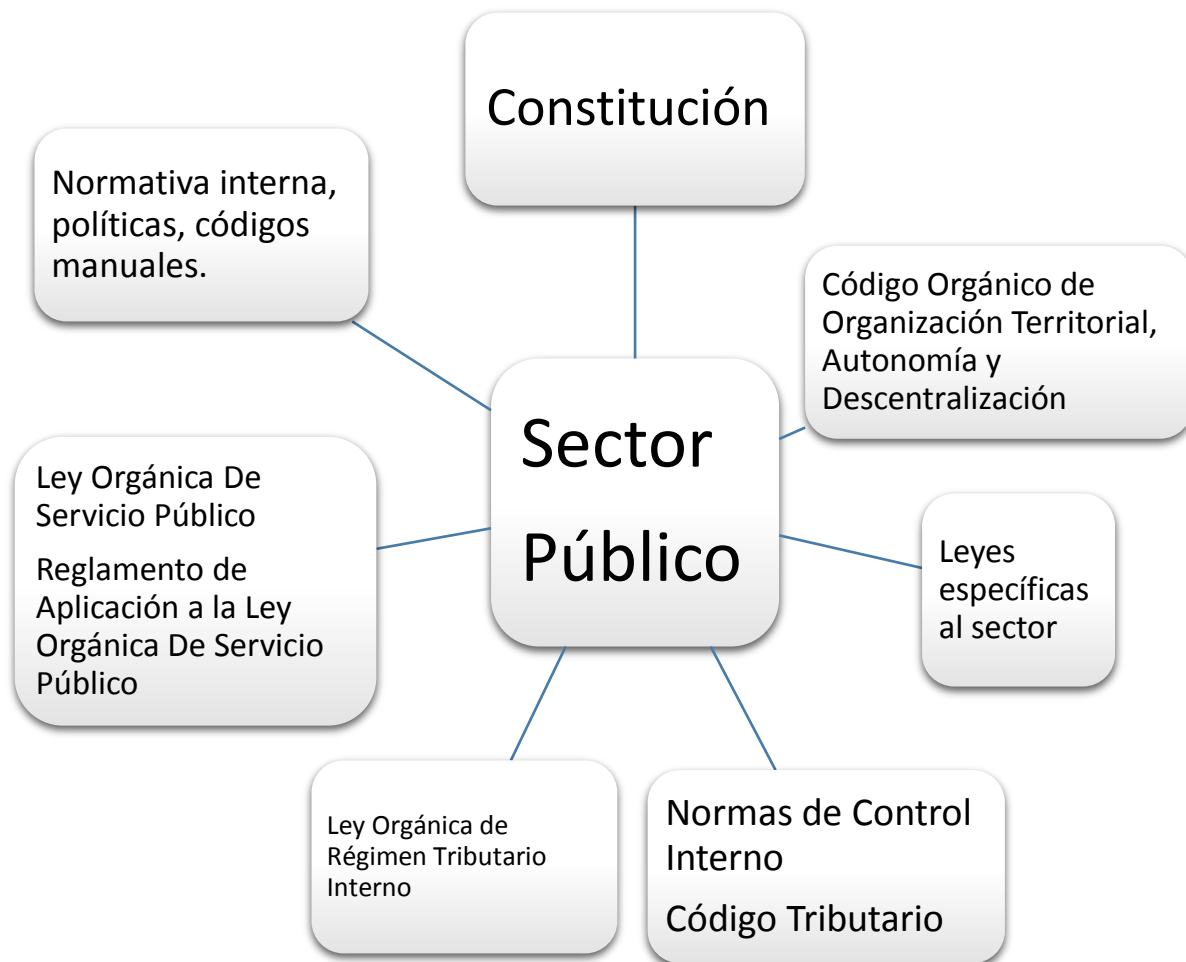 Constitución
Normativa interna,
políticas, códigos
manuales.
Código Orgánico de
Organización Territorial,
Autonomía y
Descentralización
Sector
Público
Ley Orgánica De
Servicio Público
Reglamento de
Aplicación a la Ley
Orgánica De Servicio
Público
Leyes
específicas
al sector
Ley Orgánica de
Régimen Tributario
Interno
Normas de Control
Interno
Código Tributario